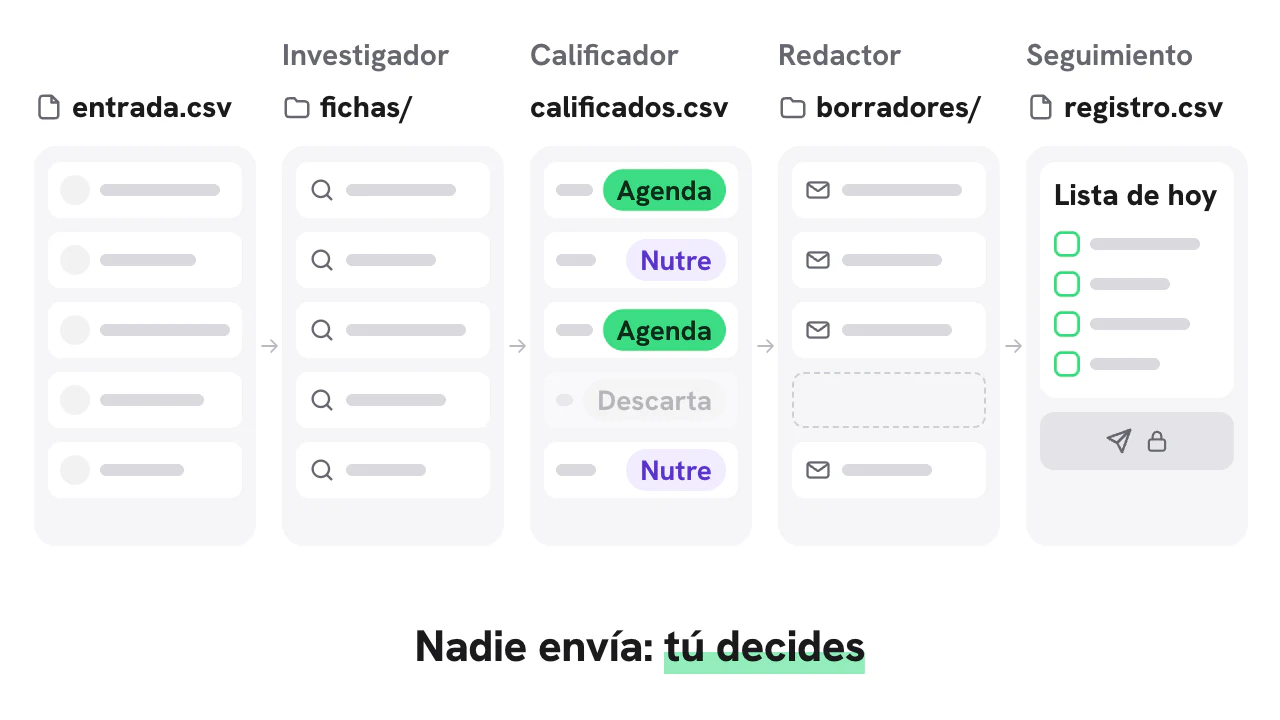 Investigador
Calificador
Redactor
Seguimiento
entrada.csv
fichas/
calificados.csv
borradores/
registro.csv
Agenda
Nutre
Agenda
Descarta
Nutre
Lista de hoy
Nadie envía: tú decides